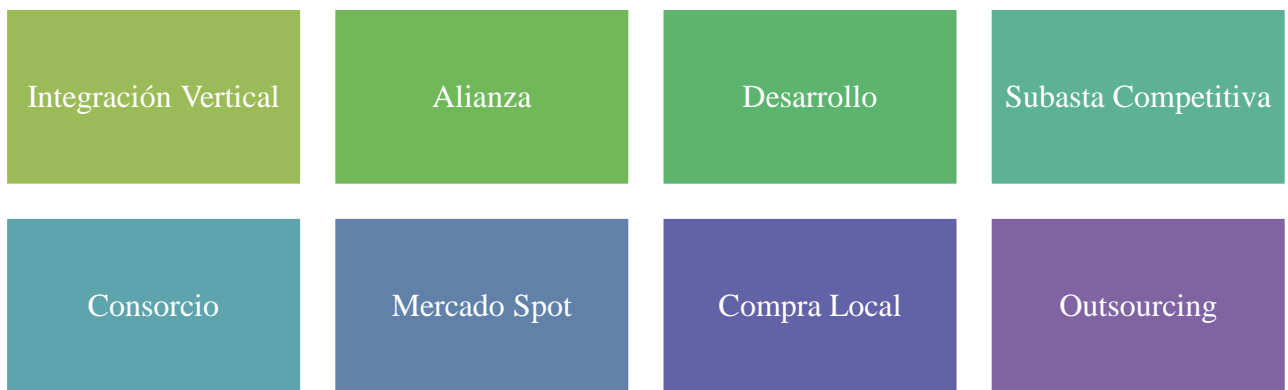 Integración Vertical
Alianza
Desarrollo
Subasta Competitiva
Consorcio
Mercado Spot
Compra Local
Outsourcing